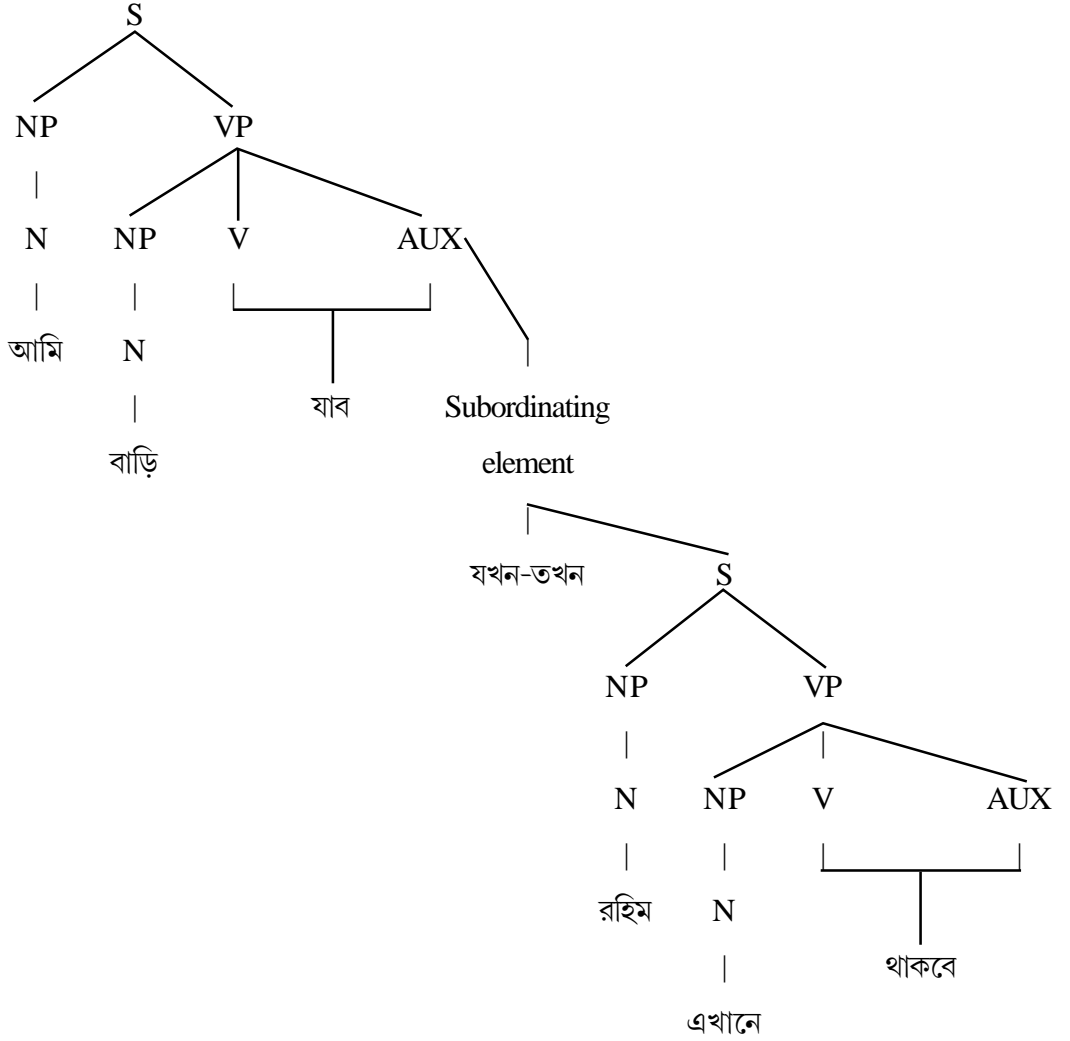 S
NP VP
N NP V AUX
আমি N
যাব Subordinating
বাড়ি element
যখন-তখন S
NP VP
N NP V AUX
রহিম N
থাকবে
এখানে